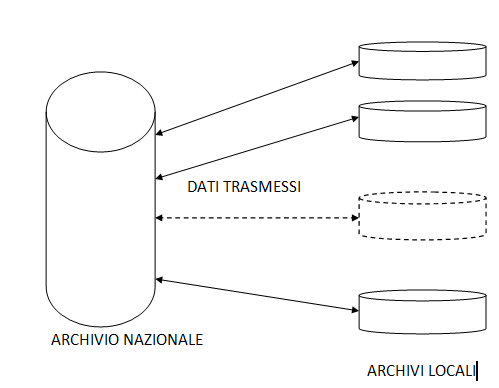 DATI TRASMESSI
ARCHIVIO NAZIONALE
ARCHIVI LOCALI